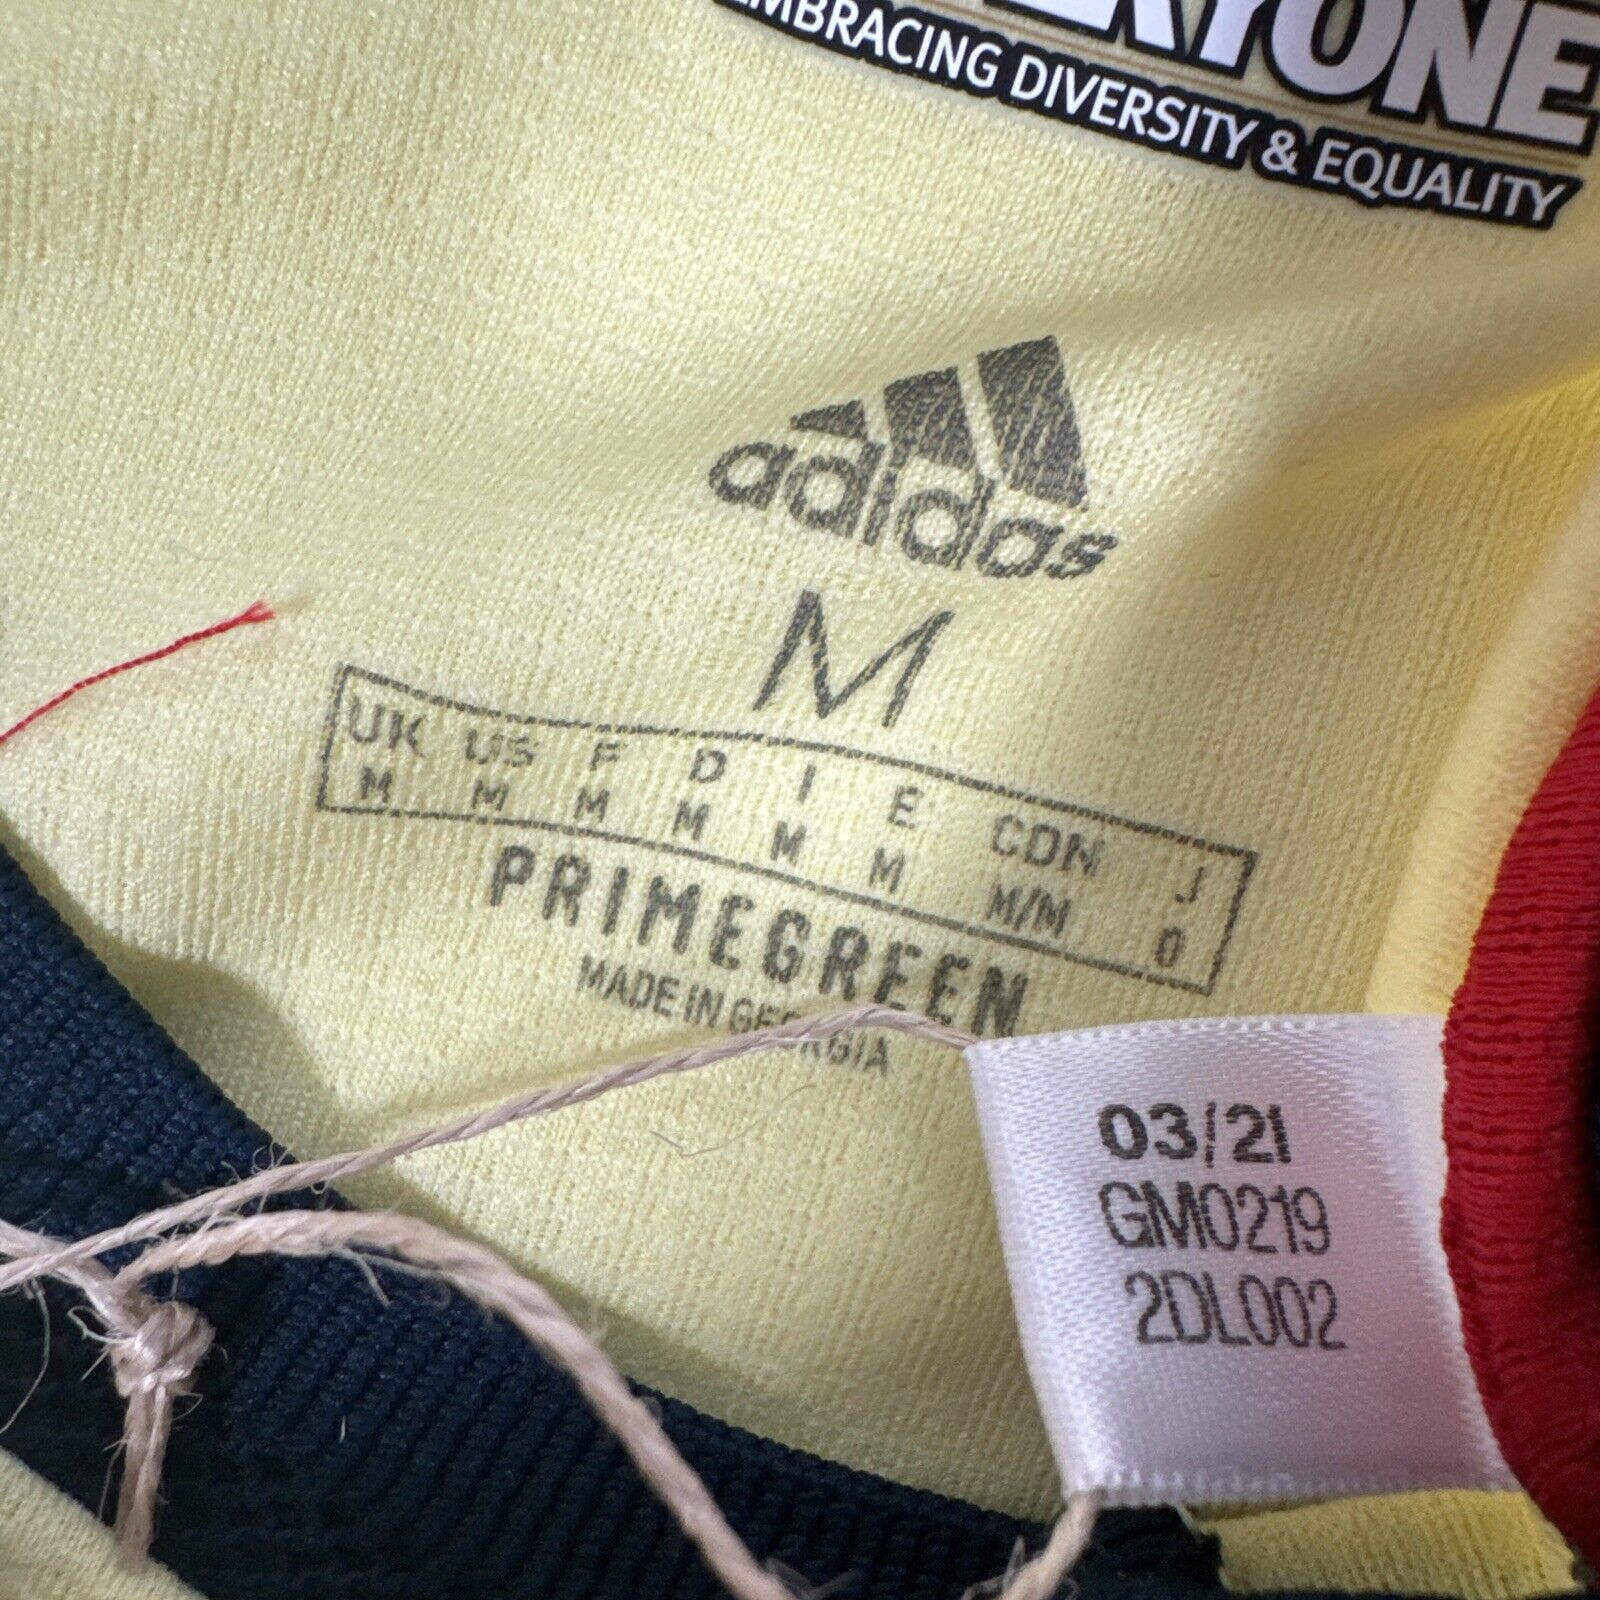 EMBRACING DIVERSITY & EQUALITY
adidas
M
UK US F D I E CDN J
M M M M M M M/M O
PRIMEGREEN
MADE IN GEORGIA
03/21
GM0219
2DL002